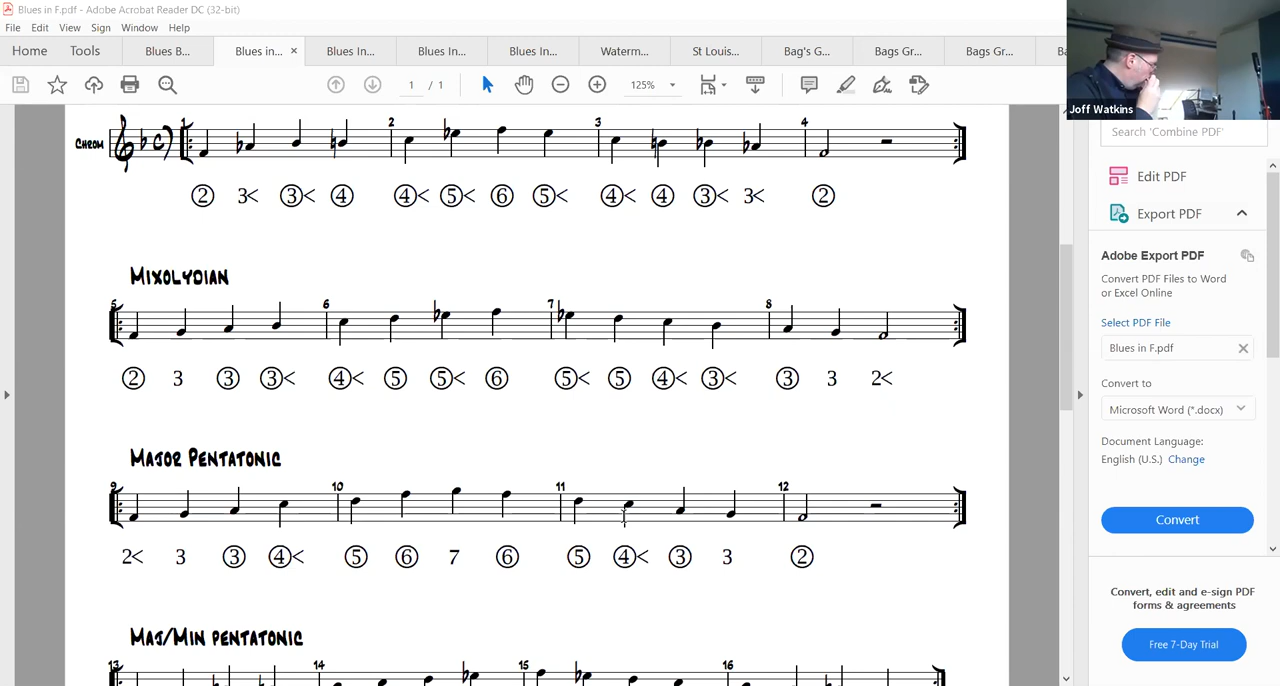 Blues in F.pdf - Adobe Acrobat Reader DC (32-bit)
File Edit View Sign Window Help
Home Tools Blues B... Blues in... × Blues In... Blues In... Blues In... Waterm... St Louis... Bag's G... Bags Gr... Bags Gr... Ba
1 / 1 125%
Joff Watkins
Chrom 1 2 3 4
② 3< ③< ④ ④< ⑤< ⑥ ⑤< ④< ④ ③< 3< ②
Mixolydian
5 6 7 8
② 3 ③ ③< ④< ⑤ ⑤< ⑥ ⑤< ⑤ ④< ③< ③ 3 2<
Major Pentatonic
9 10 11 12
2< 3 ③ ④< ⑤ ⑥ 7 ⑥ ⑤ ④< ③ 3 ②
Maj/Min pentatonic
13 14 15 16
Search 'Combine PDF'
Edit PDF
Export PDF
Adobe Export PDF
Convert PDF Files to Word
or Excel Online
Select PDF File
Blues in F.pdf
Convert to
Microsoft Word (*.docx)
Document Language:
English (U.S.) Change
Convert
Convert, edit and e-sign PDF
forms & agreements
Free 7-Day Trial